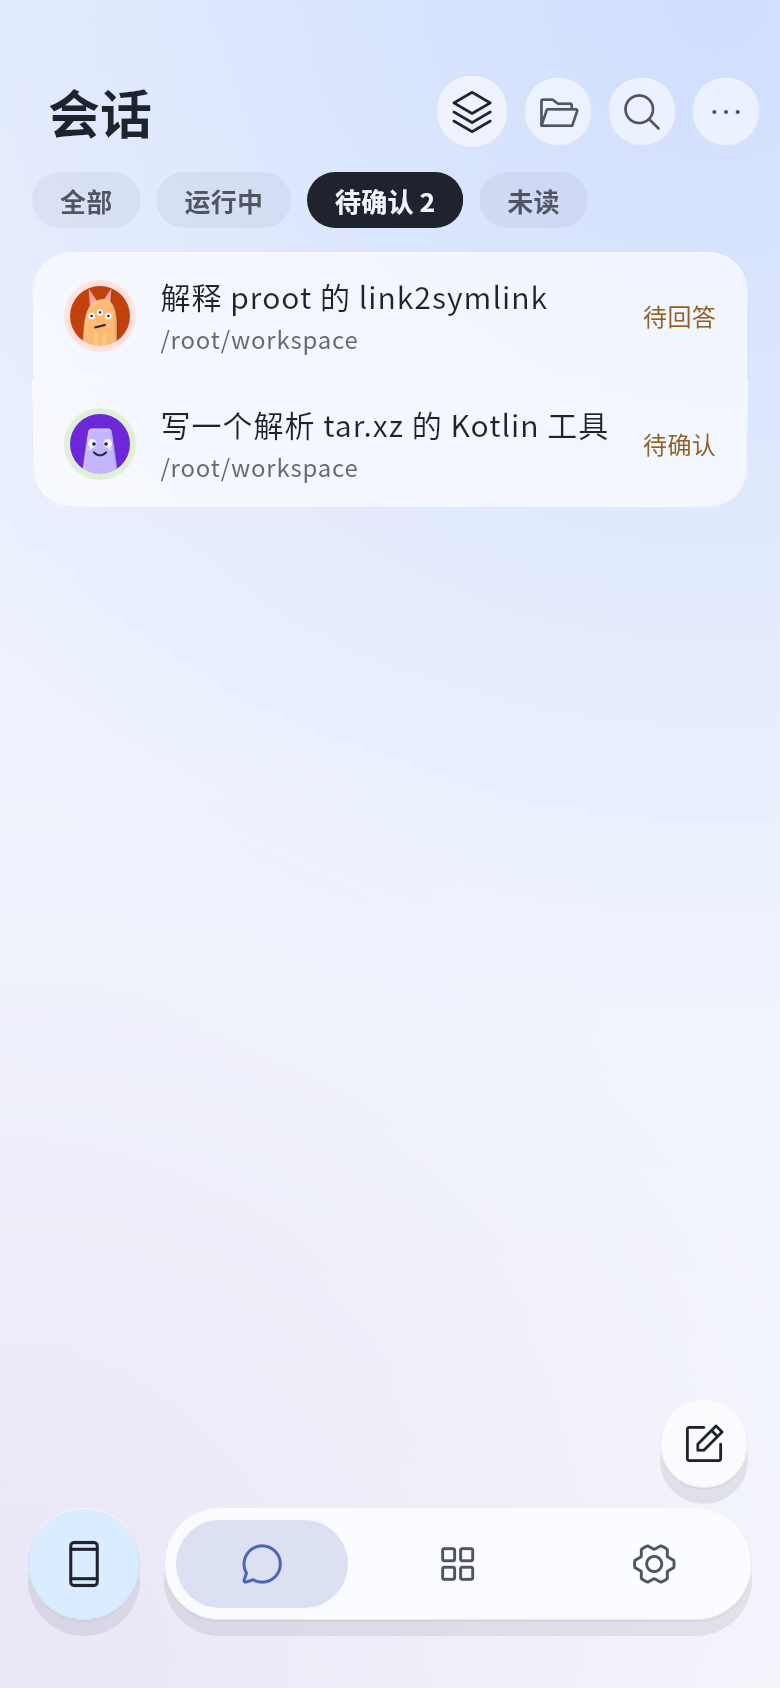 会话
全部 运行中 待确认 2 未读
解释 proot 的 link2symlink
/root/workspace
待回答
写一个解析 tar.xz 的 Kotlin 工具
/root/workspace
待确认